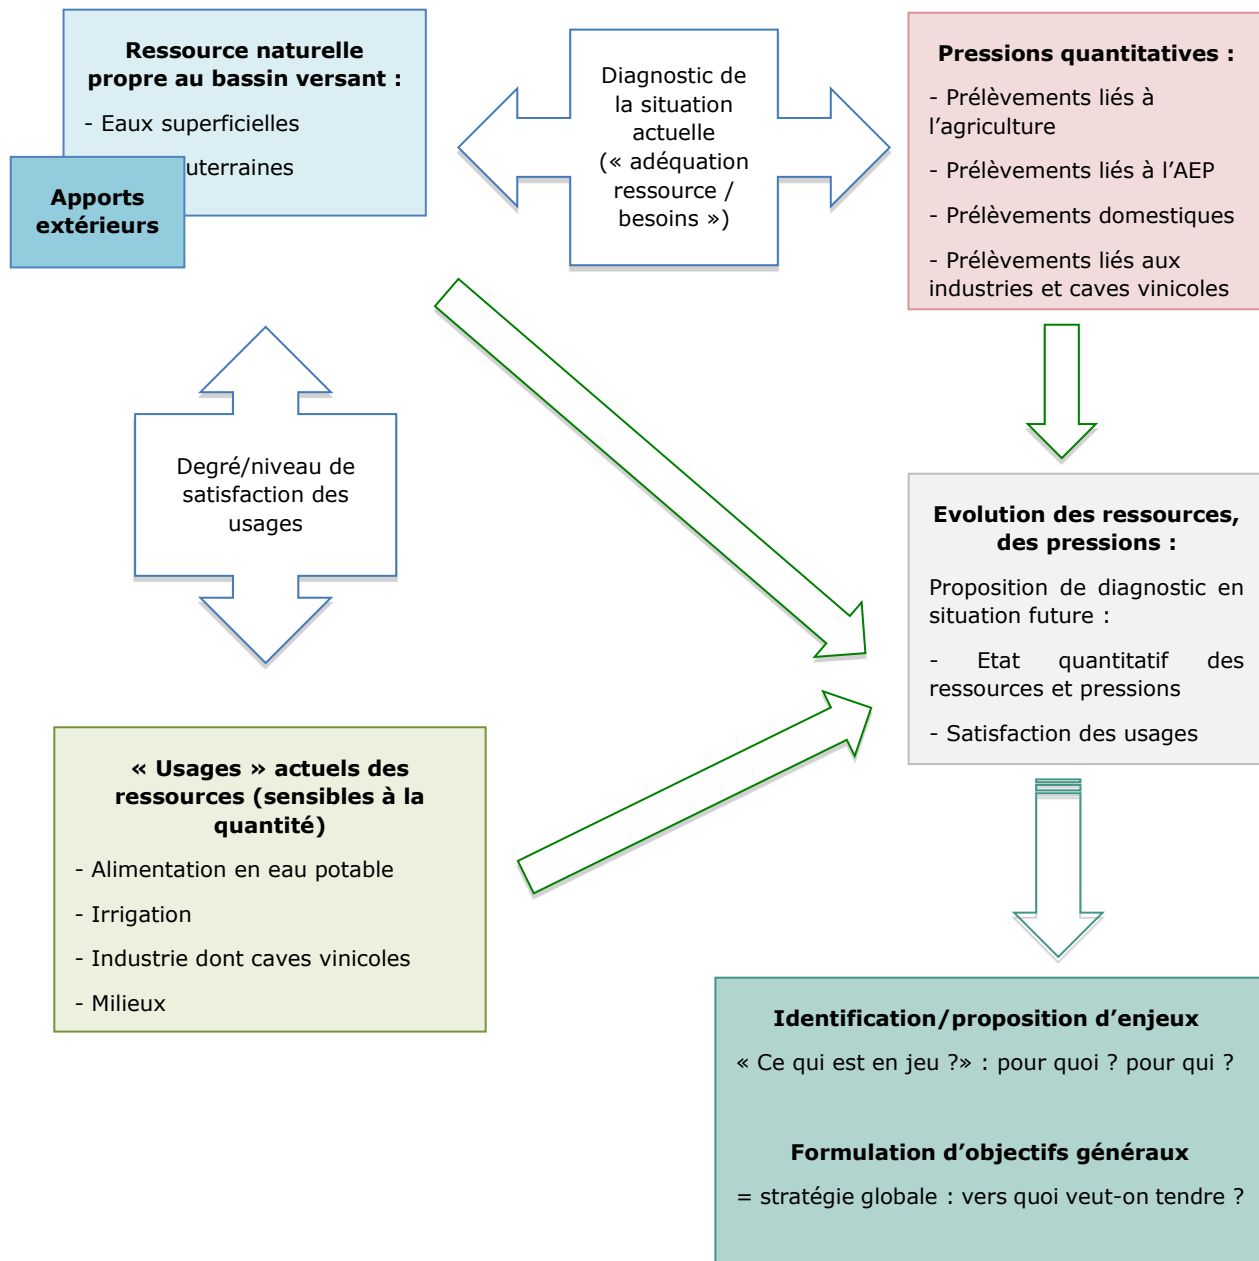 Ressource naturelle
propre au bassin versant :
- Eaux superficielles
uterraines
Apports
extérieurs
Diagnostic de
la situation
actuelle
(« adéquation
ressource /
besoins »)
Pressions quantitatives :
- Prélèvements liés à
l’agriculture
- Prélèvements liés à l’AEP
- Prélèvements domestiques
- Prélèvements liés aux
industries et caves vinicoles
Degré/niveau de
satisfaction des
usages
Evolution des ressources,
des pressions :
Proposition de diagnostic en
situation future :
- Etat quantitatif des
ressources et pressions
- Satisfaction des usages
« Usages » actuels des
ressources (sensibles à la
quantité)
- Alimentation en eau potable
- Irrigation
- Industrie dont caves vinicoles
- Milieux
Identification/proposition d’enjeux
« Ce qui est en jeu ?» : pour quoi ? pour qui ?
Formulation d’objectifs généraux
= stratégie globale : vers quoi veut-on tendre ?